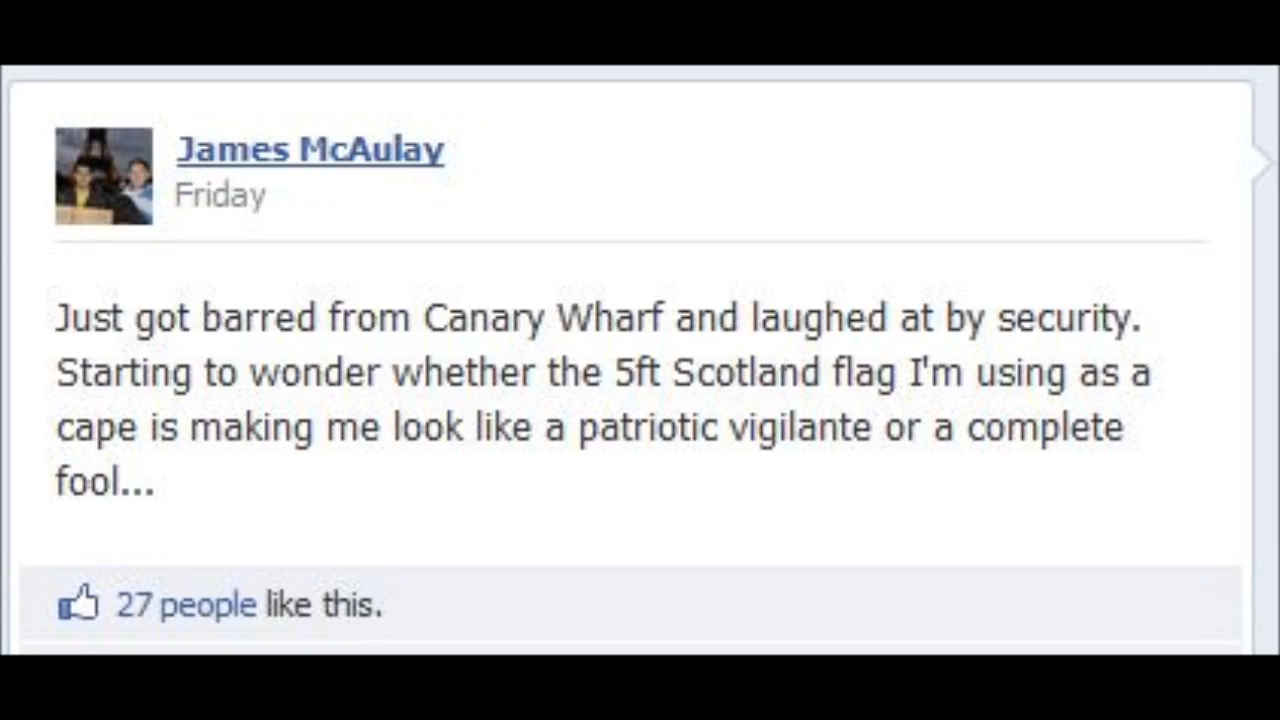 James McAulay
Friday
Just got barred from Canary Wharf and laughed at by security.
Starting to wonder whether the 5ft Scotland flag I'm using as a
cape is making me look like a patriotic vigilante or a complete
fool...
27 people like this.